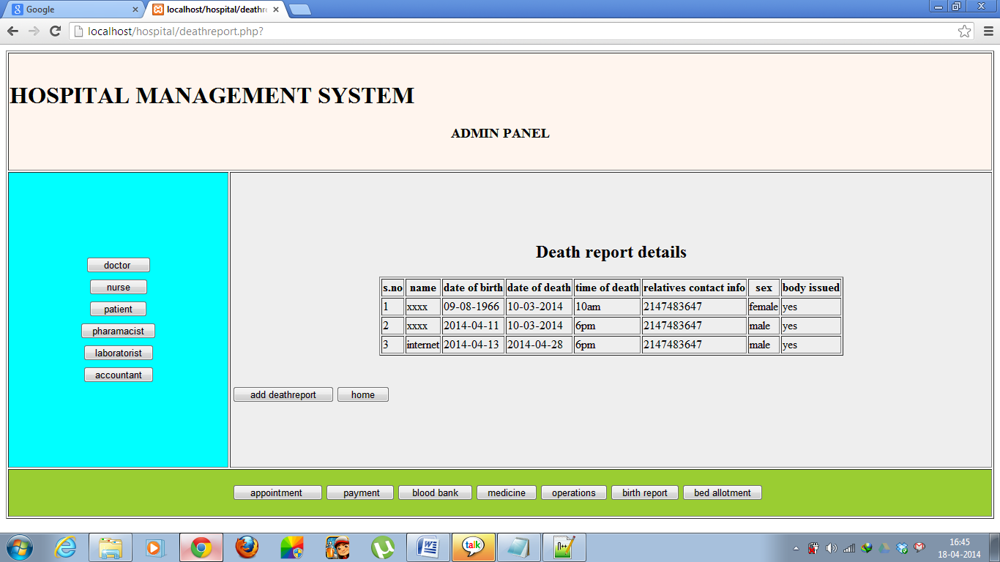 Google
localhost/hospital/deathre
localhost/hospital/deathreport.php?
HOSPITAL MANAGEMENT SYSTEM
ADMIN PANEL
doctor
nurse
patient
pharamacist
laboratorist
accountant
Death report details
s.no name date of birth date of death time of death relatives contact info sex body issued
1 xxxx 09-08-1966 10-03-2014 10am 2147483647 female yes
2 xxxx 2014-04-11 10-03-2014 6pm 2147483647 male yes
3 internet 2014-04-13 2014-04-28 6pm 2147483647 male yes
add deathreport home
appointment payment blood bank medicine operations birth report bed allotment
talk
16:45
18-04-2014